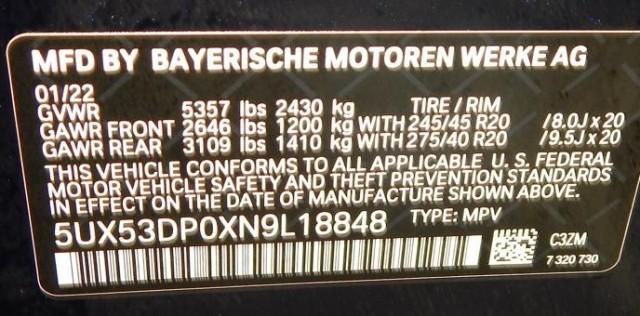 MFD BY BAYERISCHE MOTOREN WERKE AG
01/22
GVWR 5357 lbs 2430 kg TIRE / RIM
GAWR FRONT 2646 lbs 1200 kg WITH 245/45 R20 /8.0J x 20
GAWR REAR 3109 lbs 1410 kg WITH 275/40 R20 /9.5J x 20
THIS VEHICLE CONFORMS TO ALL APPLICABLE U. S. FEDERAL
MOTOR VEHICLE SAFETY AND THEFT PREVENTION STANDARDS
IN EFFECT ON THE DATE OF MANUFACTURE SHOWN ABOVE.
5UX53DP0XN9L18848 TYPE: MPV
C3ZM
7 320 730